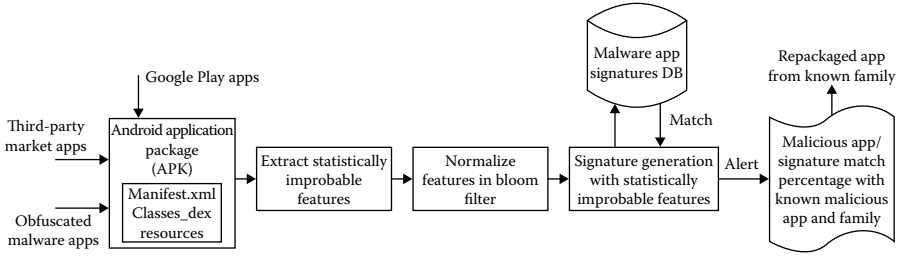 Google Play apps
Third-party
market apps
Obfuscated
malware apps
Android application
package
(APK)
Manifest.xml
Classes_dex
resources
Extract statistically
improbable
features
Normalize
features in bloom
filter
Malware app
signatures DB
Match
Signature generation
with statistically
improbable features
Alert
Repackaged app
from known family
Malicious app/
signature match
percentage with
known malicious
app and family